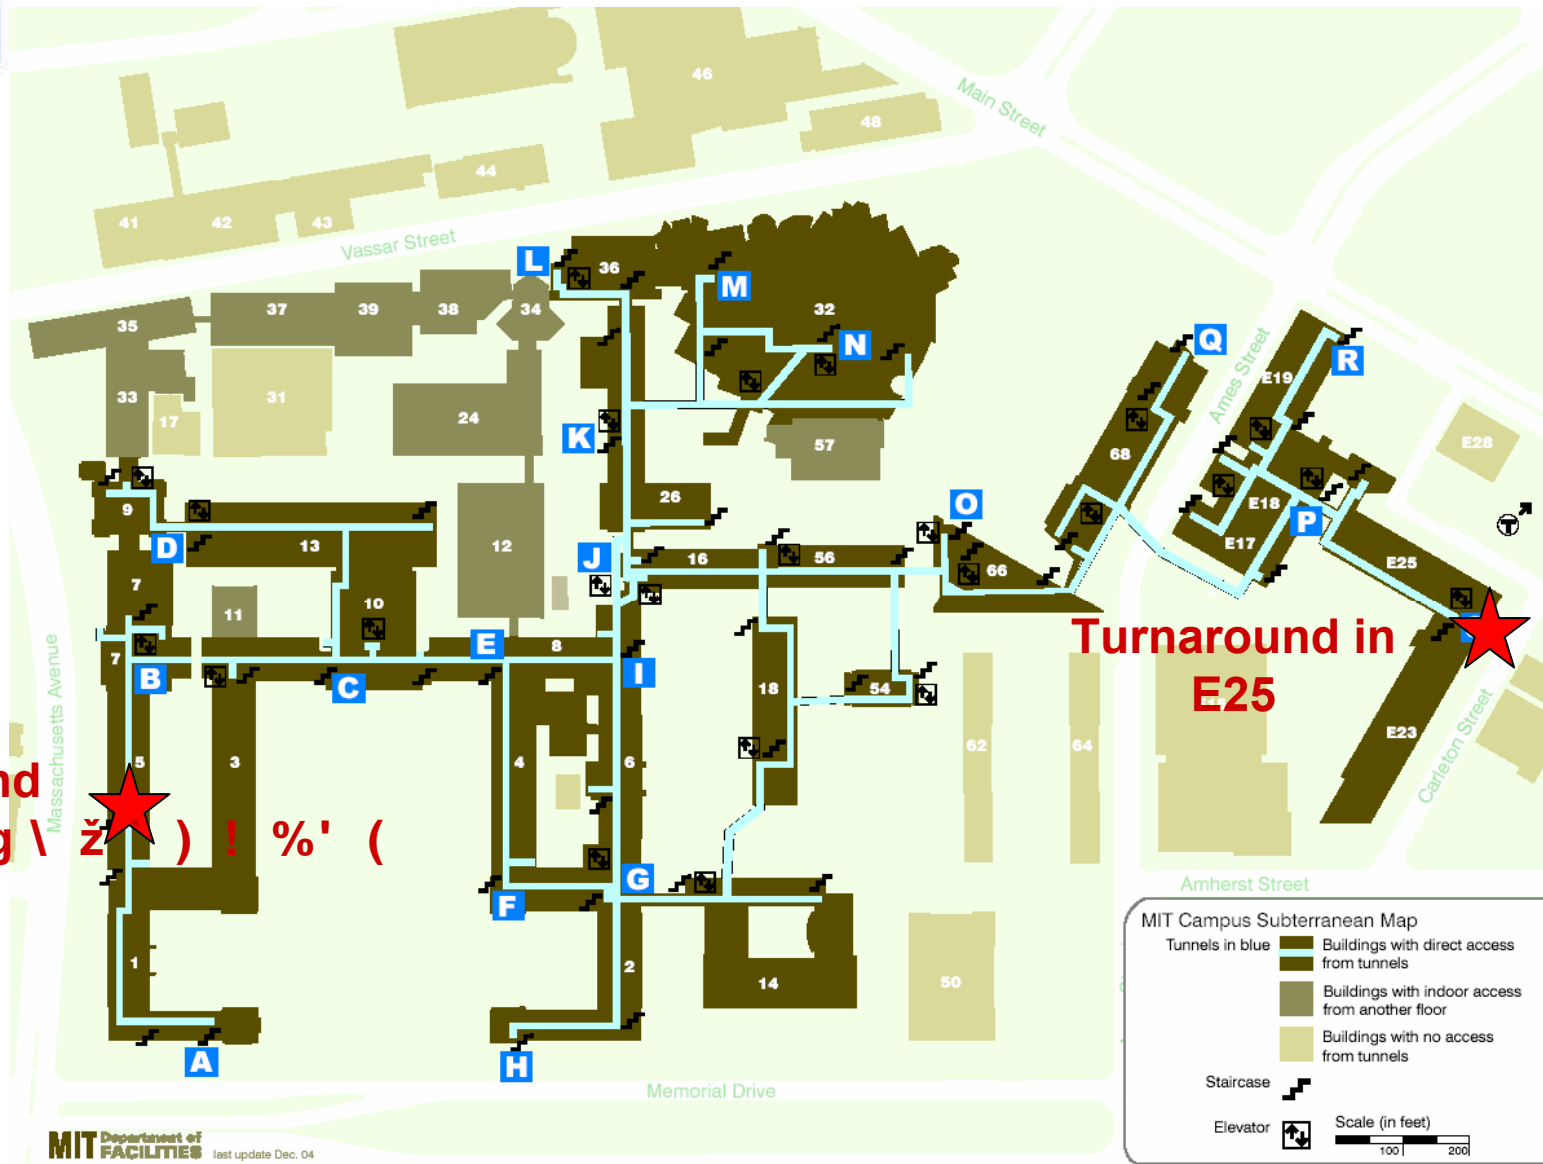 46
48
Main Street
44
41
42
43
Vassar Street
L
36
M
32
N
34
38
39
37
35
33
31
17
24
K
57
Q
R
E19
Ames Street
E28
68
26
O
P
E18
E17
E25
T
9
D
13
12
J
16
56
66
7
11
10
E
8
I
Turnaround in
E25
7
B
C
18
54
62
64
E23
Carleton Street
Massachusetts Avenue
5
3
4
6
nd
g \ ž ) ! %' (
G
F
Amherst Street
1
2
14
50
A
H
Memorial Drive
MIT Campus Subterranean Map
Tunnels in blue
Buildings with direct access
from tunnels
Buildings with indoor access
from another floor
Buildings with no access
from tunnels
Staircase
Elevator
Scale (in feet)
100 200
MIT Department of
FACILITIES last update Dec. 04